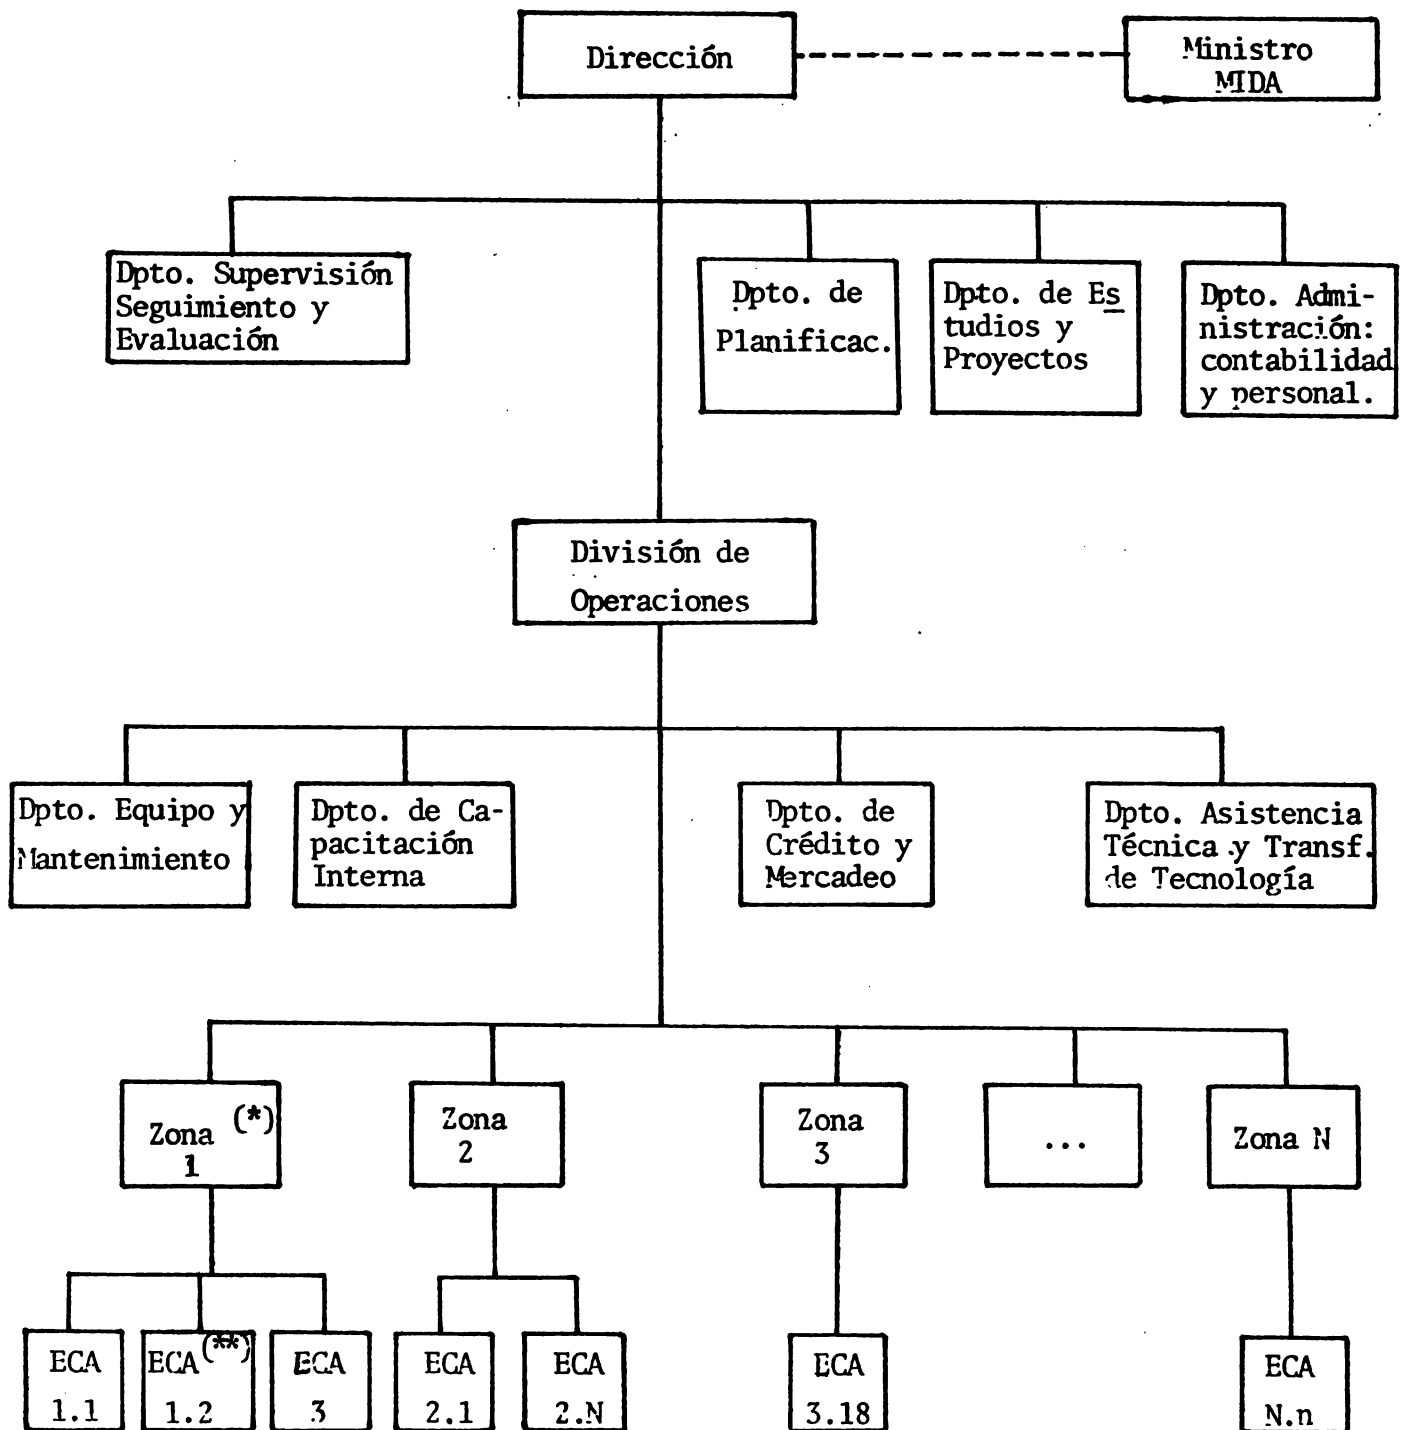 Dirección
Ministro
MIDA
Dpto. Supervisión
Seguimiento y
Evaluación
Dpto. de
Planificac.
Dpto. de Es
tudios y
Proyectos
Dpto. Admi-
nistración:
contabilidad
y personal.
División de
Operaciones
Dpto. Equipo y
Mantenimiento
Dpto. de Ca-
pacitación
Interna
Dpto. de
Crédito y
Mercadeo
Dpto. Asistencia
Técnica y Transf.
de Tecnología
Zona (*)
1
Zona
2
Zona
3
...
Zona N
ECA
1.1
ECA (**)
1.2
ECA
3
ECA
2.1
ECA
2.N
ECA
3.18
ECA
N.n